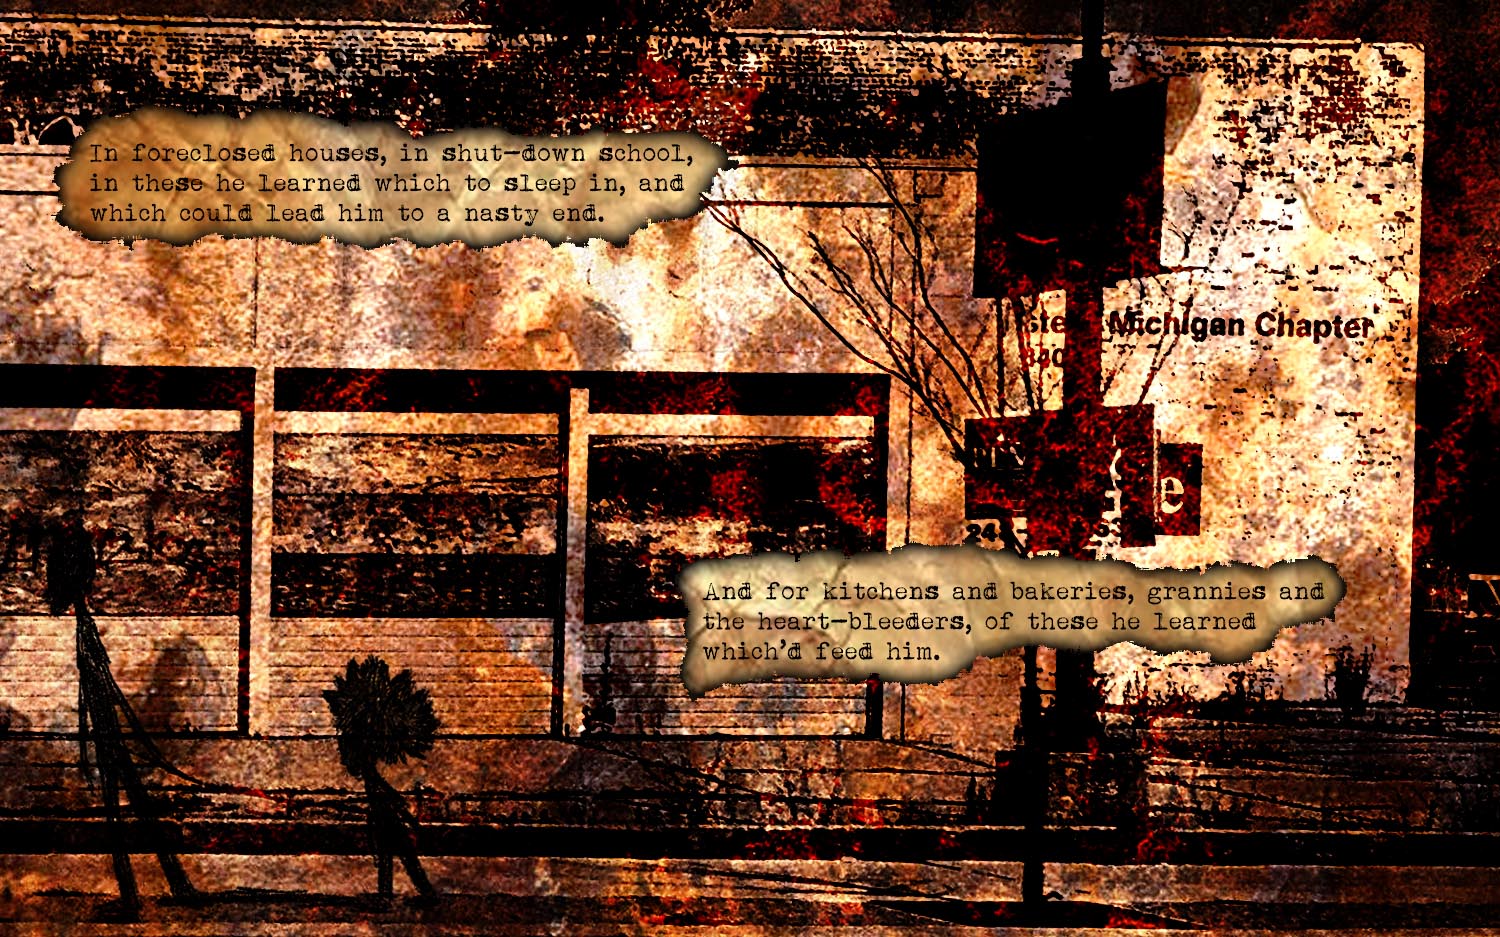 In foreclosed houses, in shut-down school,
in these he learned which to sleep in, and
which could lead him to a nasty end.
Michigan Chapter
e
24
And for kitchens and bakeries, grannies and
the heart-bleeders, of these he learned
which'd feed him.